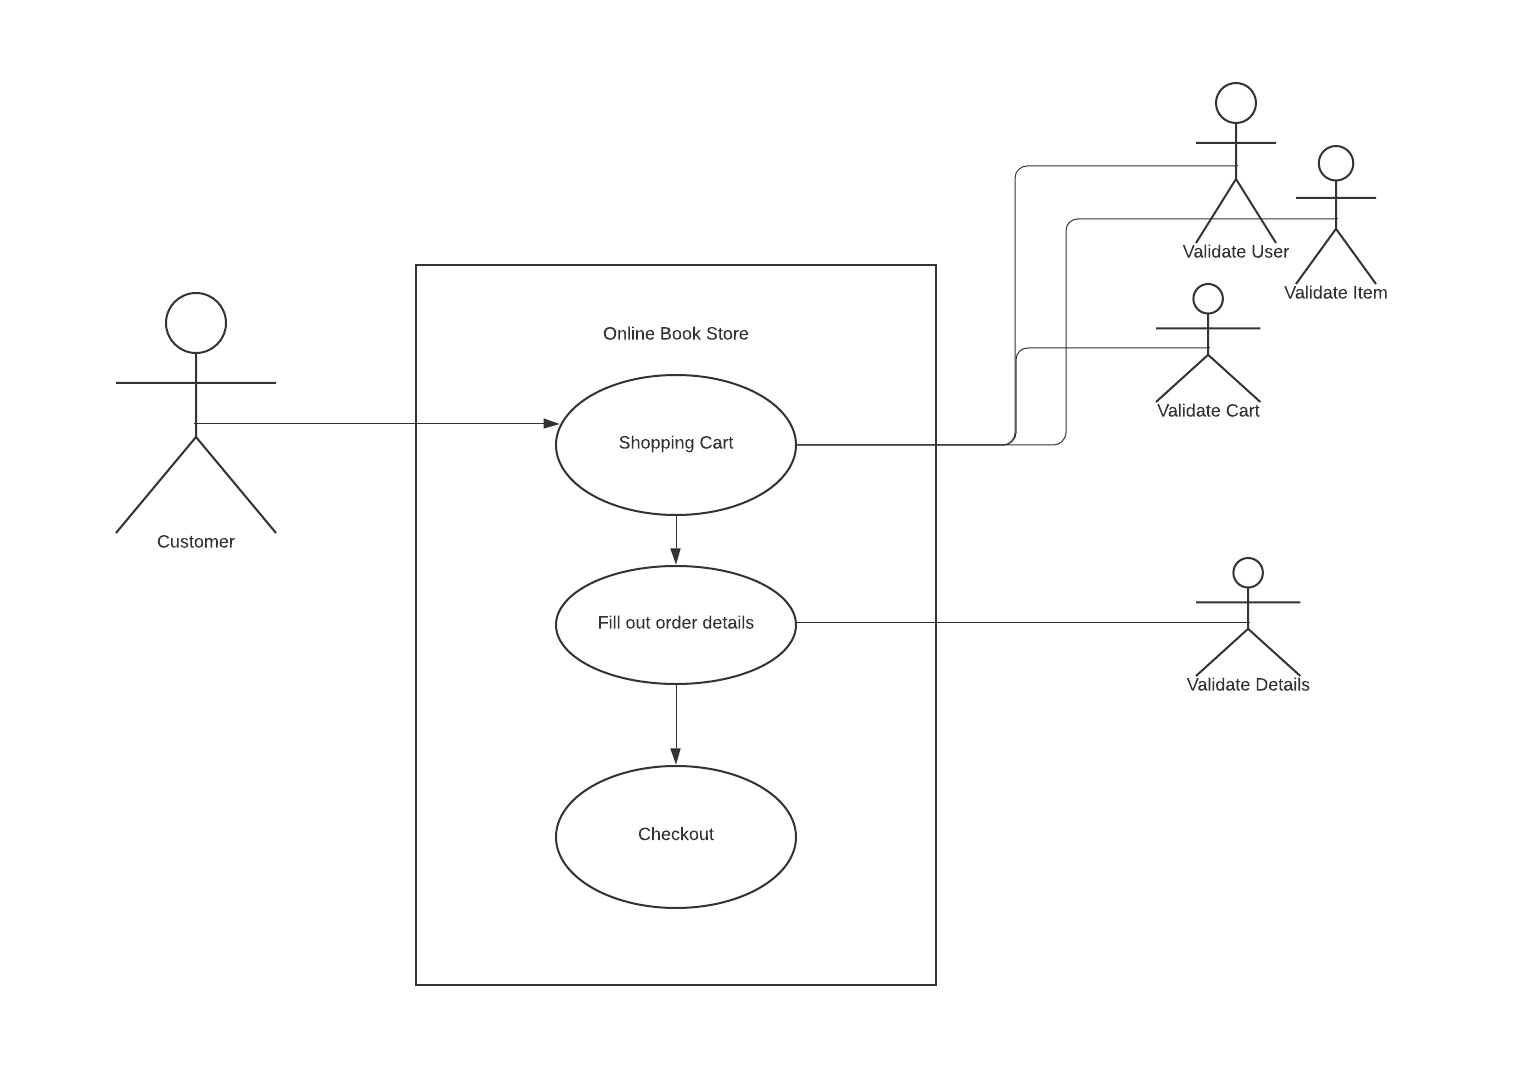 Validate User
Validate Item
Online Book Store
Validate Cart
Shopping Cart
Customer
Fill out order details
Validate Details
Checkout